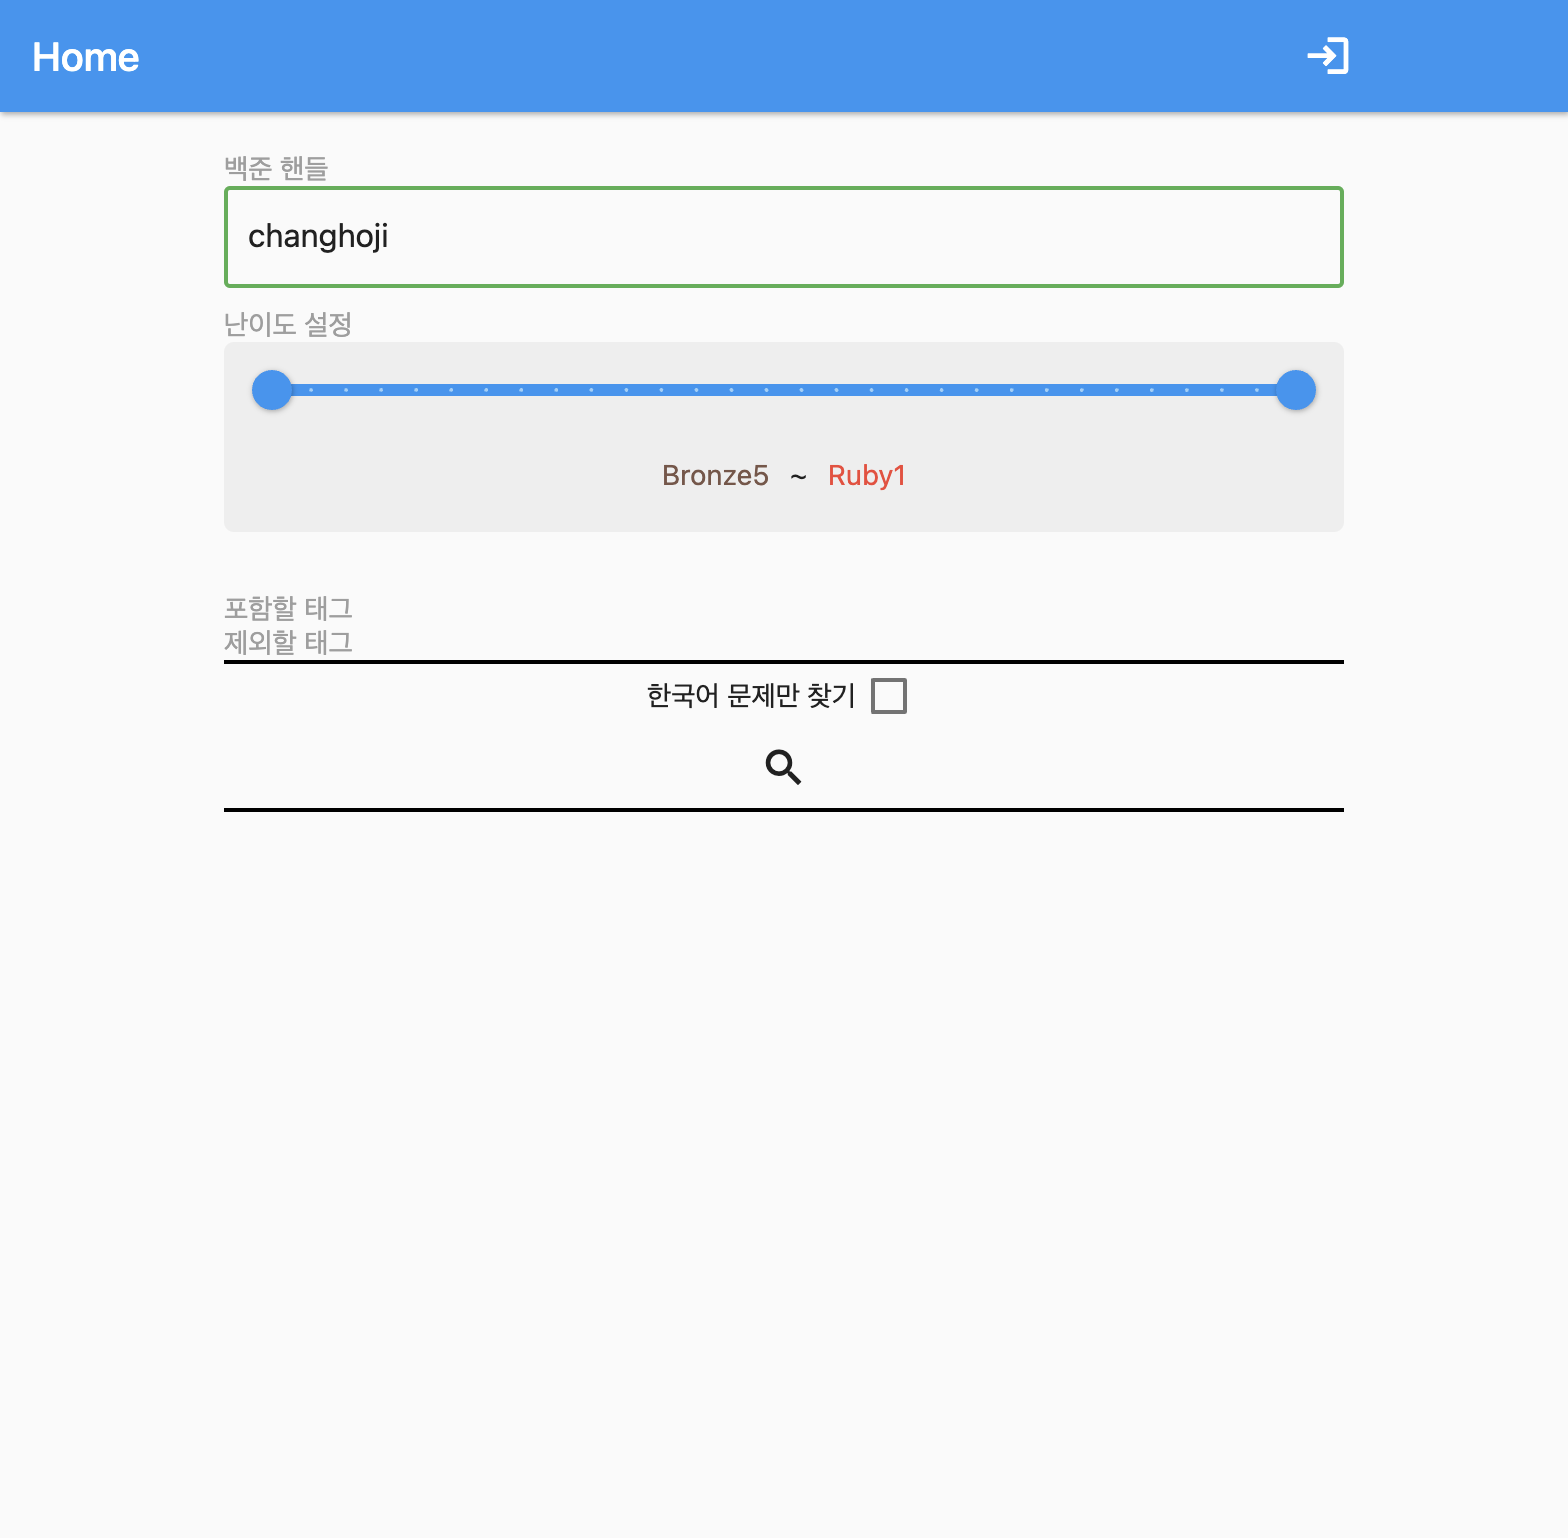 Home
백준 핸들
changhoji
난이도 설정
Bronze5 ~ Ruby1
포함할 태그
제외할 태그
한국어 문제만 찾기